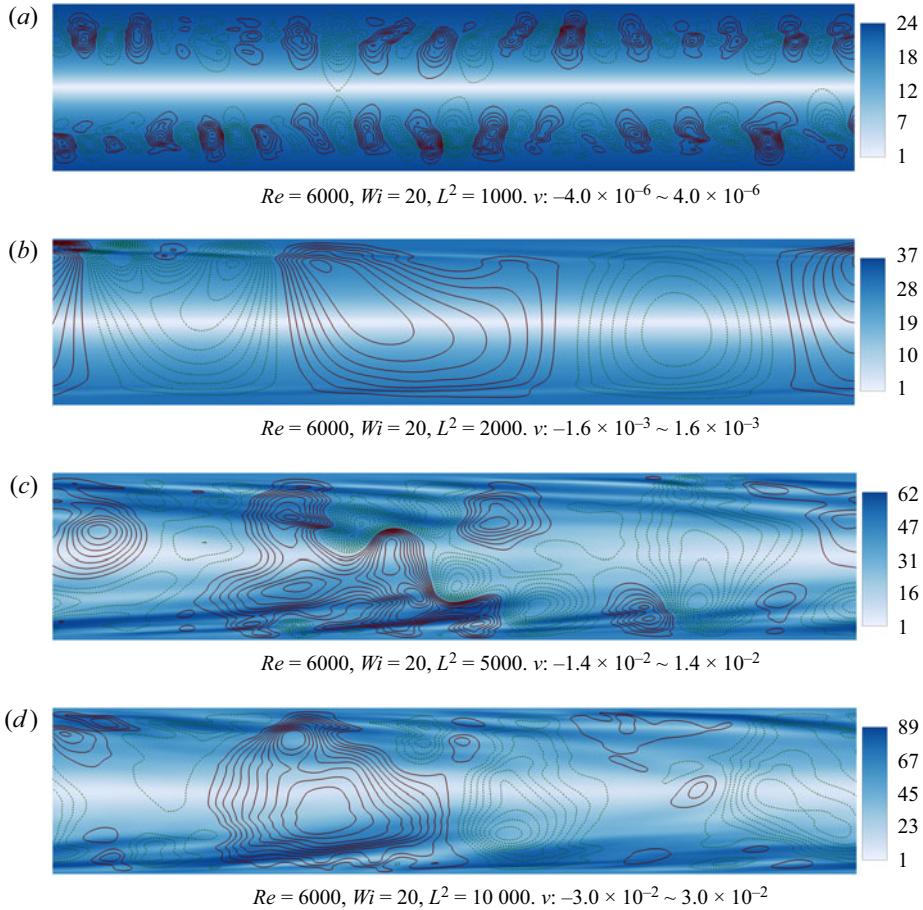 (a)
24
18
12
7
1
Re = 6000, Wi = 20, L² = 1000. v: –4.0 × 10⁻⁶ ~ 4.0 × 10⁻⁶
(b)
37
28
19
10
1
Re = 6000, Wi = 20, L² = 2000. v: –1.6 × 10⁻³ ~ 1.6 × 10⁻³
(c)
62
47
31
16
1
Re = 6000, Wi = 20, L² = 5000. v: –1.4 × 10⁻² ~ 1.4 × 10⁻²
(d)
89
67
45
23
1
Re = 6000, Wi = 20, L² = 10 000. v: –3.0 × 10⁻² ~ 3.0 × 10⁻²